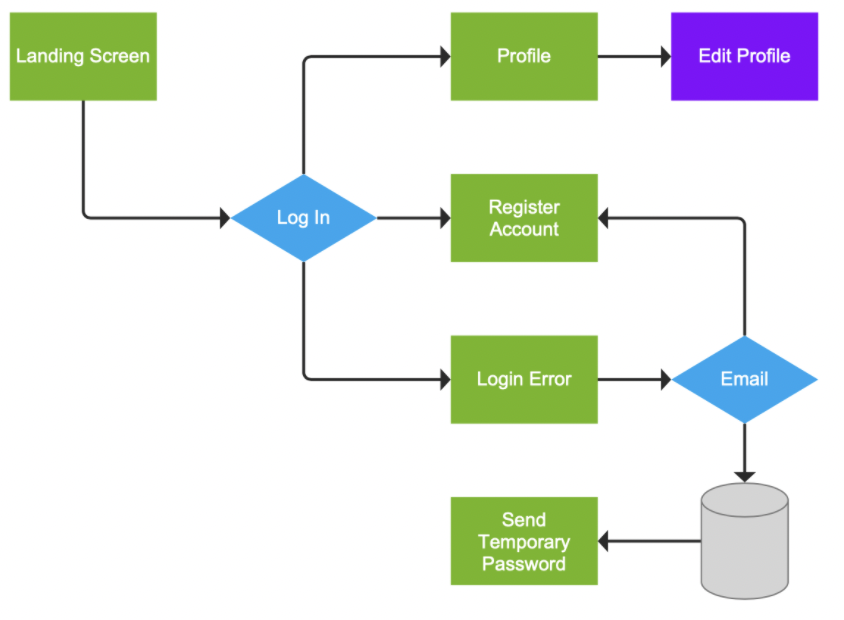 Landing Screen
Profile
Edit Profile
Log In
Register
Account
Login Error
Email
Send
Temporary
Password